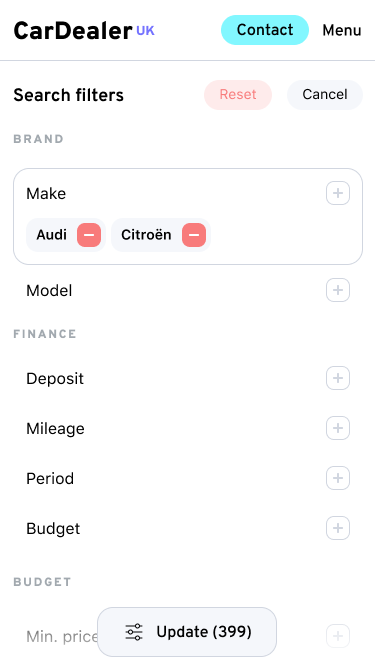 CarDealer UK
Contact
Menu
Search filters
Reset
Cancel
BRAND
Make
Audi
Citroën
Model
FINANCE
Deposit
Mileage
Period
Budget
BUDGET
Min. price
Update (399)